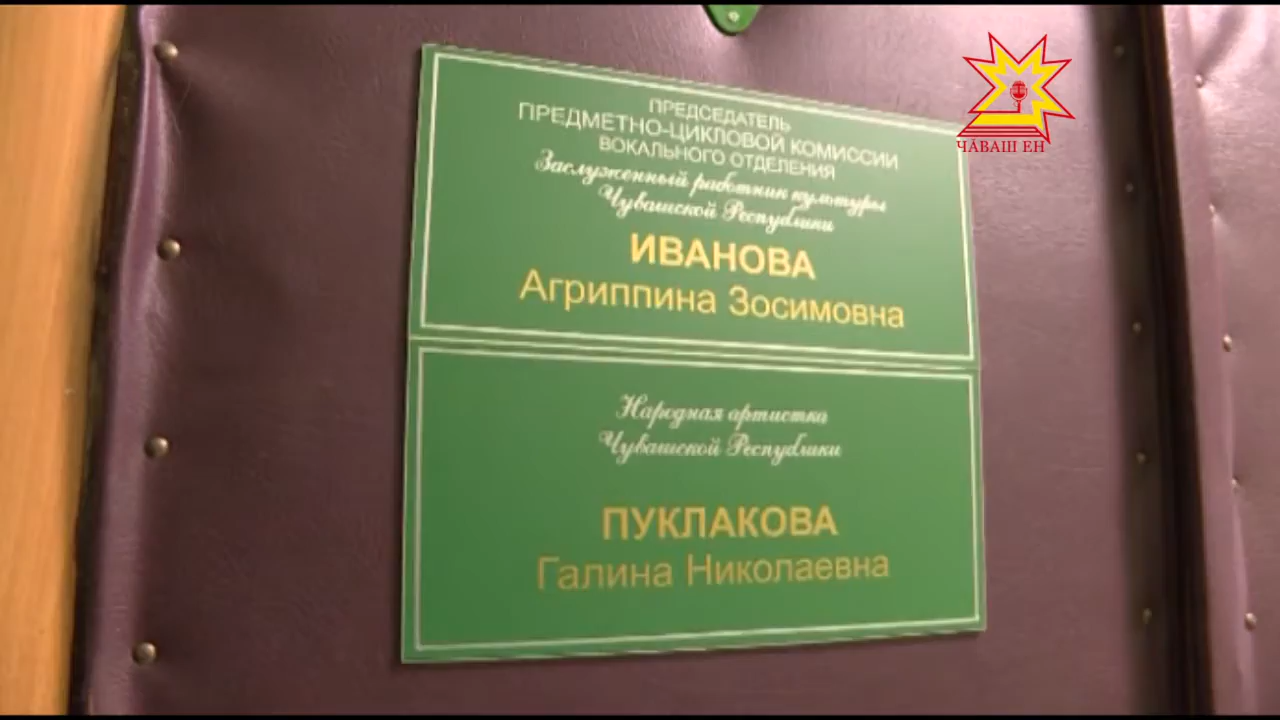 ЧӐВАШ ЕН
ПРЕДСЕДАТЕЛЬ
ПРЕДМЕТНО-ЦИКЛОВОЙ КОМИССИИ
ВОКАЛЬНОГО ОТДЕЛЕНИЯ
Заслуженный работник культуры
Чувашской Республики
ИВАНОВА
Агриппина Зосимовна
Народная артистка
Чувашской Республики
ПУКЛАКОВА
Галина Николаевна